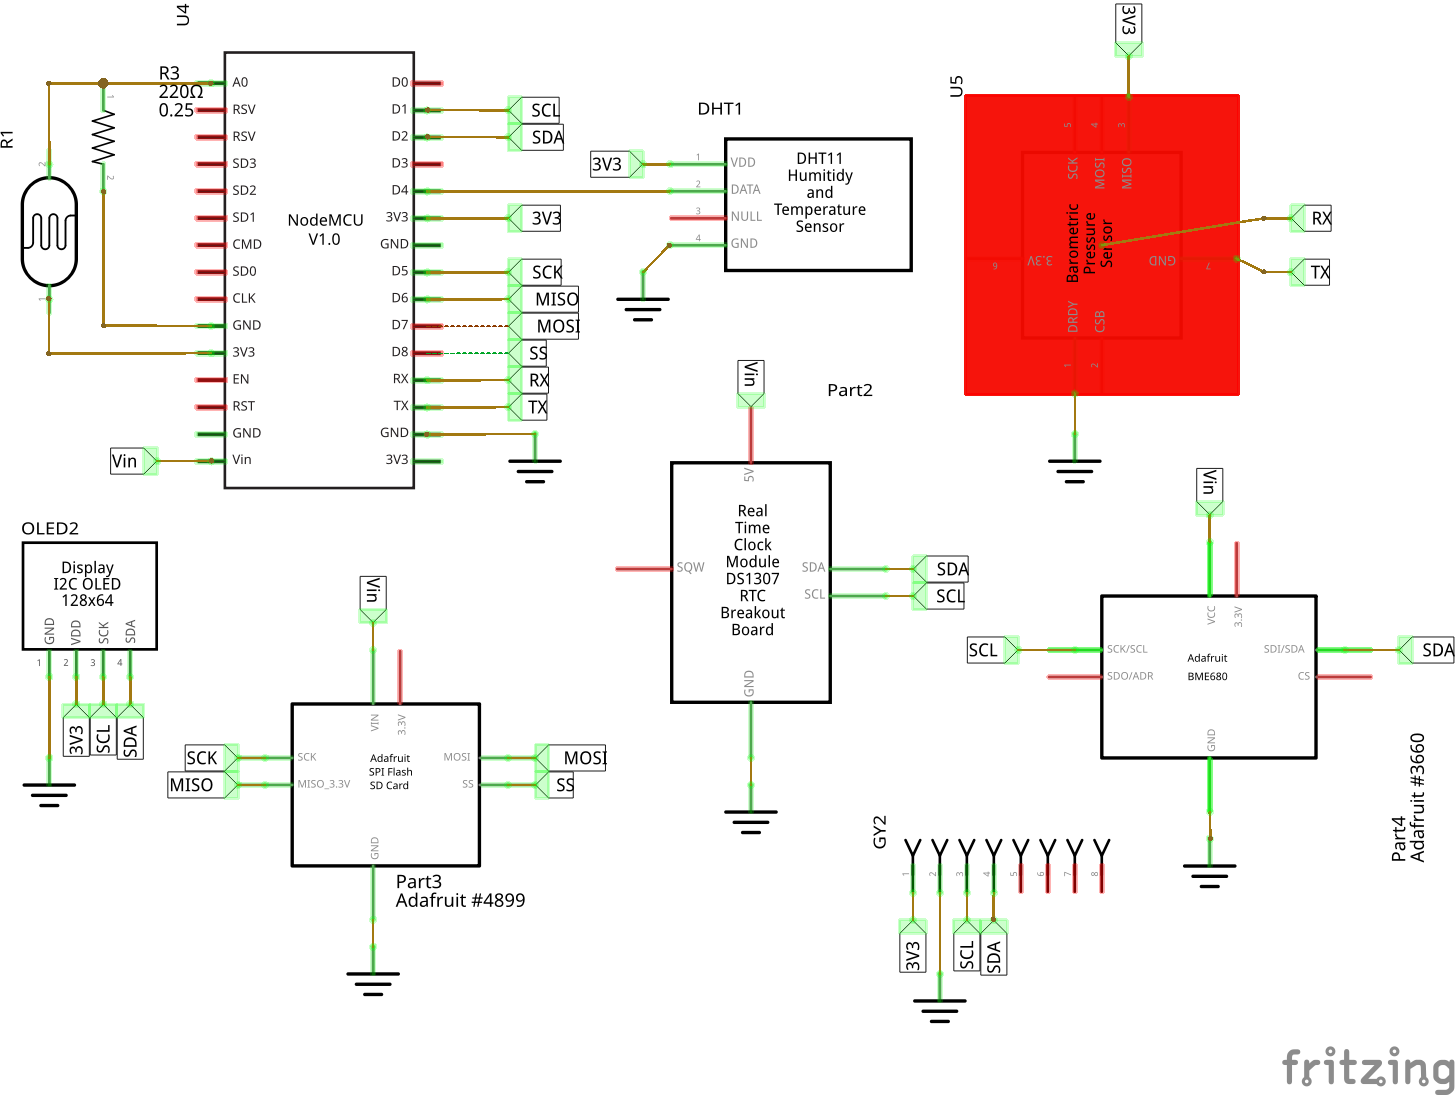 U4
R3
220Ω
0.25
R1
1
2
2
1
A0
RSV
RSV
SD3
SD2
SD1
CMD
SD0
CLK
GND
3V3
EN
RST
GND
Vin
NodeMCU
V1.0
D0
D1
D2
D3
D4
3V3
GND
D5
D6
D7
D8
RX
TX
GND
3V3
SCL
SDA
3V3
SCK
MISO
MOSI
SS
RX
TX
Vin
DHT1
3V3
1
2
3
4
VDD
DATA
NULL
GND
DHT11
Humitidy
and
Temperature
Sensor
U5
3V3
5
4
3
SCK
MOSI
MISO
Barometric
Pressure
Sensor
6
3.3V
GND
7
DRDY
CSB
1
2
RX
TX
OLED2
Display
I2C OLED
128x64
GND
VDD
SCK
SDA
1
2
3
4
3V3
SCL
SDA
Vin
VIN
3.3V
SCK
MISO
SCK
MISO_3.3V
Adafruit
SPI Flash
SD Card
MOSI
SS
MOSI
SS
GND
Part3
Adafruit #4899
Part2
Vin
5V
Real
Time
Clock
Module
DS1307
RTC
Breakout
Board
SQW
SDA
SCL
SDA
SCL
GND
Vin
VCC
3.3V
SCL
SCK/SCL
SDO/ADR
Adafruit
BME680
SDI/SDA
CS
SDA
GND
Part4
Adafruit #3660
GY2
1
2
3
4
5
6
7
8
3V3
SCL
SDA
fritzing